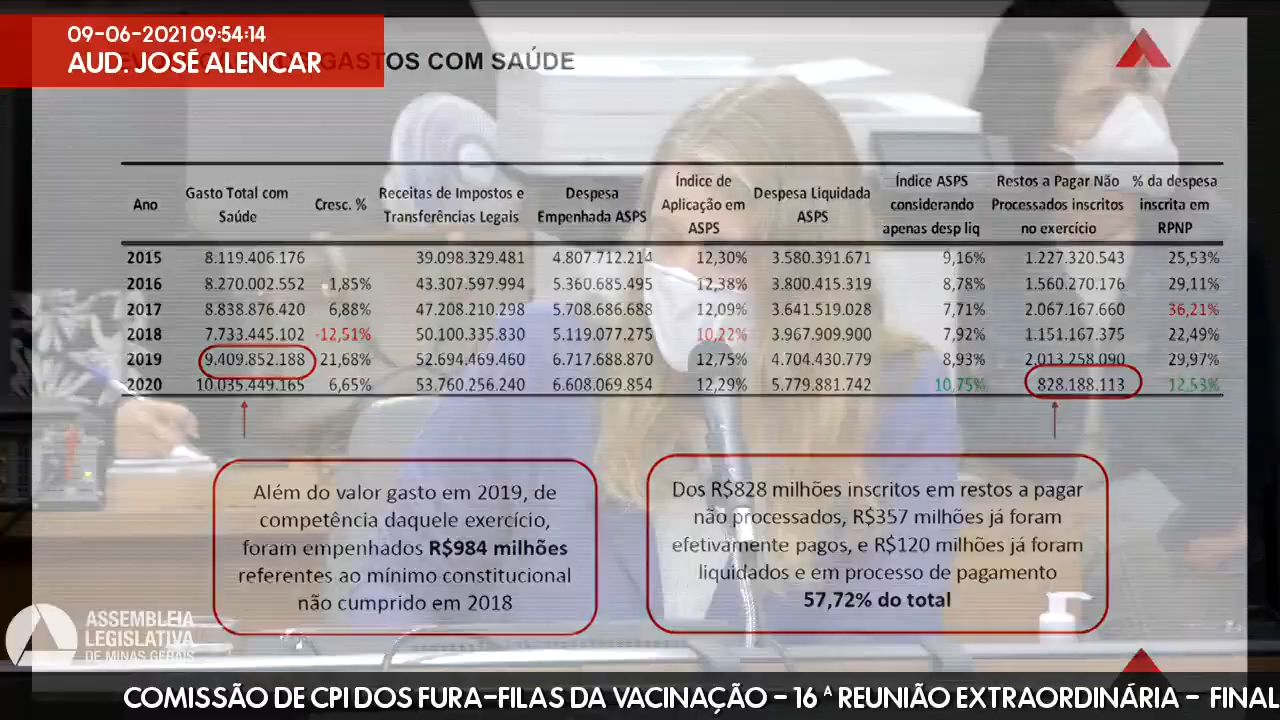 09-06-2021 09:54:14
AUD. JOSÉ ALENCAR
GASTOS COM SAÚDE
Ano Gasto Total com Saúde Cresc. % Receitas de Impostos e Transferências Legais Despesa Empenhada ASPS Índice de Aplicação em ASPS Despesa Liquidada ASPS Índice ASPS considerando apenas desp liq Restos a Pagar Não Processados inscritos no exercício % da despesa inscrita em RPNP
2015 8.119.406.176 39.098.329.481 4.807.712.214 12,30% 3.580.391.671 9,16% 1.227.320.543 25,53%
2016 8.270.002.552 1,85% 43.307.597.994 5.360.685.495 12,38% 3.800.415.319 8,78% 1.560.270.176 29,11%
2017 8.838.876.420 6,88% 47.208.210.298 5.708.686.688 12,09% 3.641.519.028 7,71% 2.067.167.660 36,21%
2018 7.733.445.102 -12,51% 50.100.335.830 5.119.077.275 10,22% 3.967.909.900 7,92% 1.151.167.375 22,49%
2019 9.409.852.188 21,68% 52.694.469.460 6.717.688.870 12,75% 4.704.430.779 8,93% 2.013.258.090 29,97%
2020 10.035.449.165 6,65% 53.760.256.240 6.608.069.854 12,29% 5.779.881.742 10,75% 828.188.113 12,53%
Além do valor gasto em 2019, de
competência daquele exercício,
foram empenhados R$984 milhões
referentes ao mínimo constitucional
não cumprido em 2018
Dos R$828 milhões inscritos em restos a pagar
não processados, R$357 milhões já foram
efetivamente pagos, e R$120 milhões já foram
liquidados e em processo de pagamento
57,72% do total
ASSEMBLEIA
LEGISLATIVA
DE MINAS GERAIS
COMISSÃO DE CPI DOS FURA-FILAS DA VACINAÇÃO - 16ª REUNIÃO EXTRAORDINÁRIA - FINAL